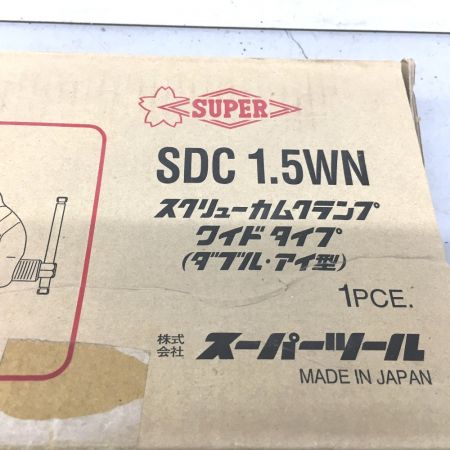 SUPER
SDC 1.5WN
スクリューカムクランプ
ワイド タイプ
(ダブル・アイ型)
1PCE.
株式会社 スーパーツール
MADE IN JAPAN